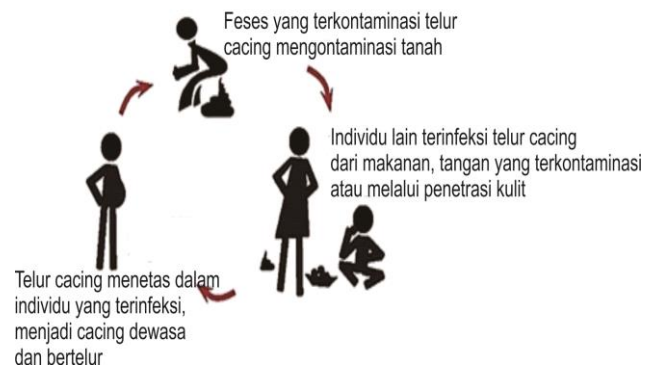 Feses yang terkontaminasi telur
cacing mengontaminasi tanah
Individu lain terinfeksi telur cacing
dari makanan, tangan yang terkontaminasi
atau melalui penetrasi kulit
Telur cacing menetas dalam
individu yang terinfeksi,
menjadi cacing dewasa
dan bertelur